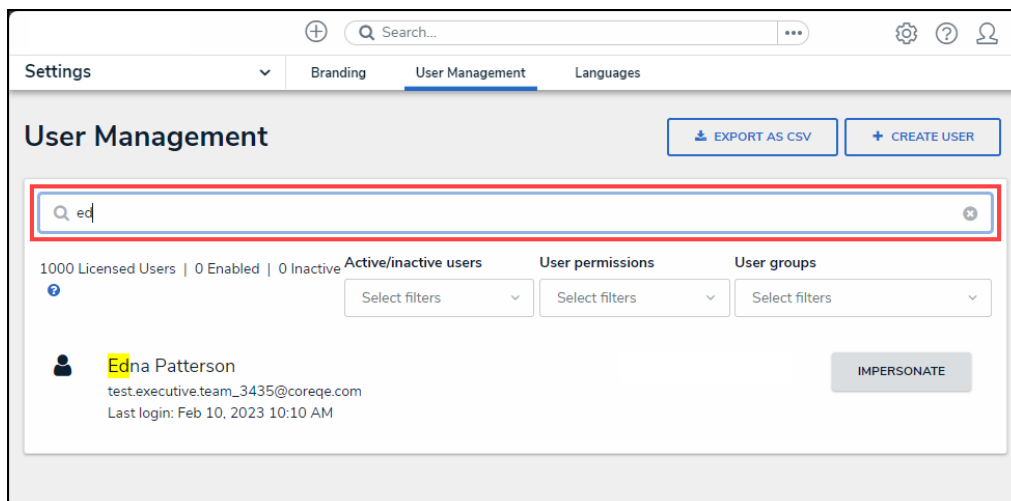 Search...
Settings
Branding
User Management
Languages
User Management
EXPORT AS CSV
+ CREATE USER
ed
1000 Licensed Users | 0 Enabled | 0 Inactive
Active/inactive users
User permissions
User groups
Select filters
Select filters
Select filters
Edna Patterson
IMPERSONATE
test.executive.team_3435@coreqe.com
Last login: Feb 10, 2023 10:10 AM